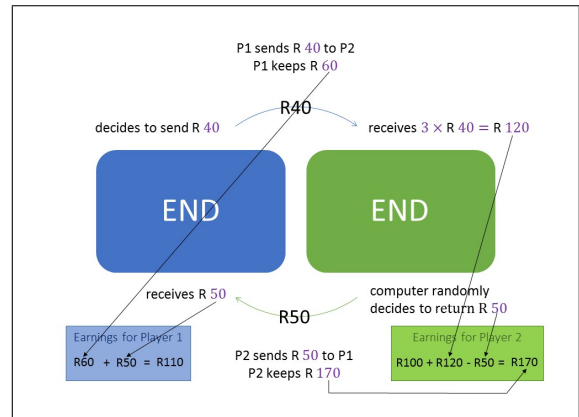 P1 sends R 40 to P2
P1 keeps R 60
R40
decides to send R 40
receives 3 × R 40 = R 120
END
END
receives R 50
computer randomly
decides to return R 50
R50
Earnings for Player 1
R60 + R50 = R110
Earnings for Player 2
R100 + R120 - R50 = R170
P2 sends R 50 to P1
P2 keeps R 170